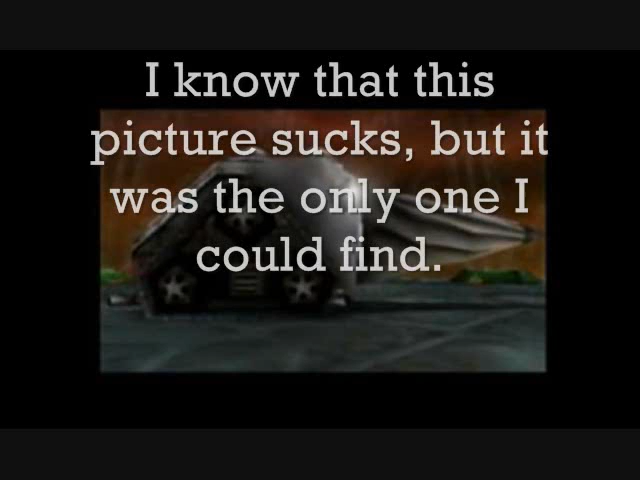 I know that this
picture sucks, but it
was the only one I
could find.